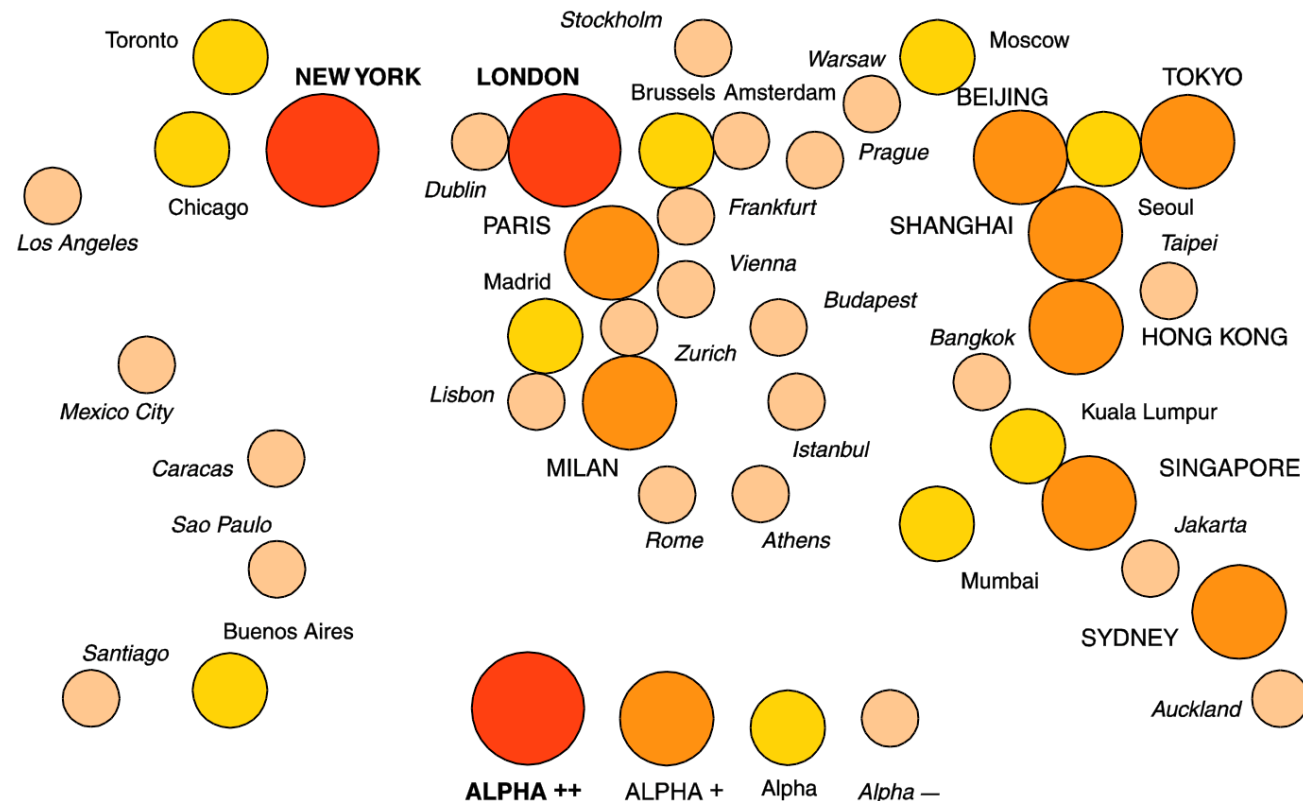 Stockholm
Toronto
Moscow
Warsaw
NEW YORK
LONDON
TOKYO
Brussels
Amsterdam
BEIJING
Prague
Dublin
Chicago
Frankfurt
Seoul
PARIS
SHANGHAI
Los Angeles
Taipei
Vienna
Madrid
Budapest
Bangkok
HONG KONG
Zurich
Lisbon
Mexico City
Kuala Lumpur
Istanbul
MILAN
Caracas
SINGAPORE
Sao Paulo
Jakarta
Rome
Athens
Mumbai
Buenos Aires
SYDNEY
Santiago
Auckland
ALPHA ++
ALPHA +
Alpha
Alpha —